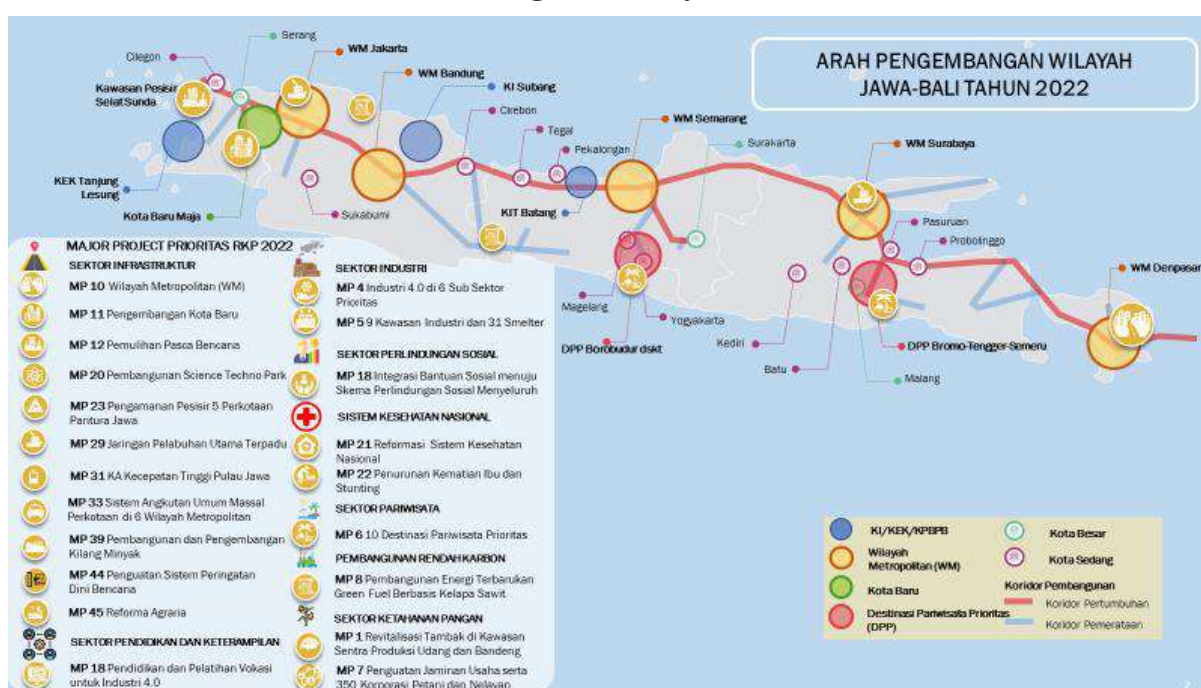 ARAH PENGEMBANGAN WILAYAH
JAWA-BALI TAHUN 2022
Serang
Cilegon
WM Jakarta
WM Bandung
KI Subang
Kawasan Pesisir
Selat Sunda
Cirebon
Tegal
Pekalongan
WM Semarang
Surakarta
WM Surabaya
KEK Tanjung
Lesung
Kota Baru Maja
Sukabumi
KIT Batang
Pasuruan
Probolinggo
WM Denpasar
Magelang
Yogyakarta
DPP Borobudur dskt
Kediri
Batu
DPP Bromo-Tengger-Semeru
Malang
MAJOR PROJECT PRIORITAS RKP 2022
SEKTOR INFRASTRUKTUR
MP 10 Wilayah Metropolitan (WM)
MP 11 Pengembangan Kota Baru
MP 12 Pemulihan Pasca Bencana
MP 20 Pembangunan Science Techno Park
MP 23 Pengamanan Pesisir 5 Perkotaan
Pantura Jawa
MP 29 Jaringan Pelabuhan Utama Terpadu
MP 31 KA Kecepatan Tinggi Pulau Jawa
MP 33 Sistem Angkutan Umum Massal
Perkotaan di 6 Wilayah Metropolitan
MP 39 Pembangunan dan Pengembangan
Kilang Minyak
MP 44 Penguatan Sistem Peringatan
Dini Bencana
MP 45 Reforma Agraria
SEKTOR PENDIDIKAN DAN KETERAMPILAN
MP 18 Pendidikan dan Pelatihan Vokasi
untuk Industri 4.0
SEKTOR INDUSTRI
MP 4 Industri 4.0 di 6 Sub Sektor
Prioritas
MP 5 9 Kawasan Industri dan 31 Smelter
SEKTOR PERLINDUNGAN SOSIAL
MP 18 Integrasi Bantuan Sosial menuju
Skema Perlindungan Sosial Menyeluruh
SISTEM KESEHATAN NASIONAL
MP 21 Reformasi Sistem Kesehatan
Nasional
MP 22 Penurunan Kematian Ibu dan
Stunting
SEKTOR PARIWISATA
MP 6 10 Destinasi Pariwisata Prioritas
PEMBANGUNAN RENDAH KARBON
MP 8 Pembangunan Energi Terbarukan
Green Fuel Berbasis Kelapa Sawit
SEKTOR KETAHANAN PANGAN
MP 1 Revitalisasi Tambak di Kawasan
Sentra Produksi Udang dan Bandeng
MP 7 Penguatan Jaminan Usaha serta
350 Korporasi Petani dan Nelayan
KI/KEK/KPBPB
Wilayah
Metropolitan (WM)
Kota Baru
Destinasi Pariwisata Prioritas
(DPP)
Kota Besar
Kota Sedang
Koridor Pembangunan
Koridor Pertumbuhan
Koridor Pemerataan